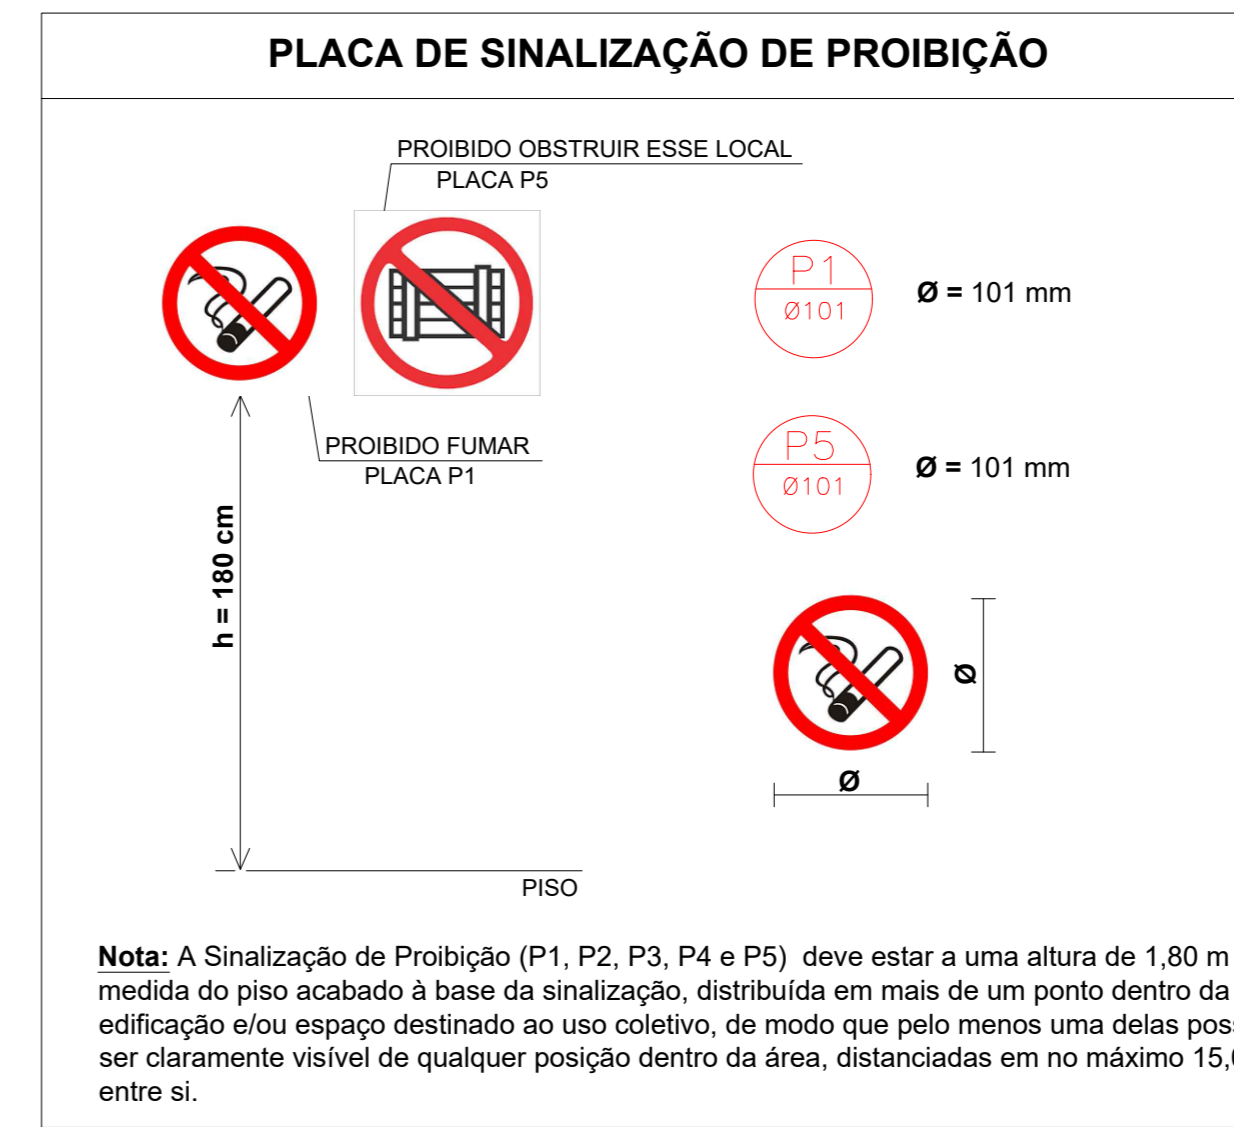 PLACA DE SINALIZAÇÃO DE PROIBIÇÃO
PROIBIDO OBSTRUIR ESSE LOCAL
PLACA P5
P1
Ø101
Ø = 101 mm
PROIBIDO FUMAR
PLACA P1
P5
Ø101
Ø = 101 mm
h = 180 cm
Ø
Ø
PISO
Nota: A Sinalização de Proibição (P1, P2, P3, P4 e P5) deve estar a uma altura de 1,80 m
medida do piso acabado à base da sinalização, distribuída em mais de um ponto dentro da
edificação e/ou espaço destinado ao uso coletivo, de modo que pelo menos uma delas
ser claramente visível de qualquer posição dentro da área, distanciadas em no máximo
entre si.